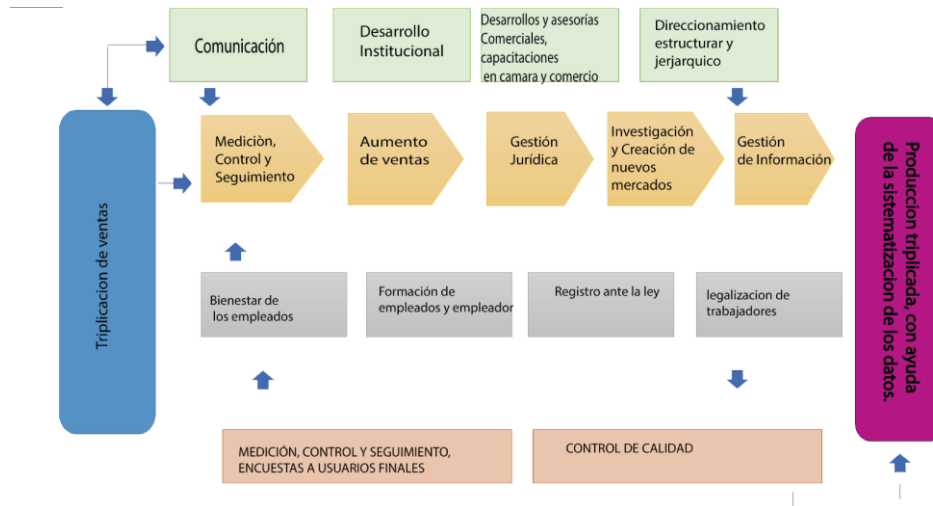 Comunicación
Desarrollo
Institucional
Desarrollos y asesorías
Comerciales,
capacitaciones
en camara y comercio
Direccionamiento
estructurar y
jerjarquico
Triplicacion de ventas
Mediciòn,
Control y
Seguimiento
Aumento
de ventas
Gestión
Jurídica
Investigación
y Creación de
nuevos
mercados
Gestión
de Información
Produccion triplicada, con ayuda
de la sistematizacion de los datos.
Bienestar de
los empleados
Formación de
empleados y empleador
Registro ante la ley
legalizacion de
trabajadores
MEDICIÓN, CONTROL Y SEGUIMIENTO,
ENCUESTAS A USUARIOS FINALES
CONTROL DE CALIDAD